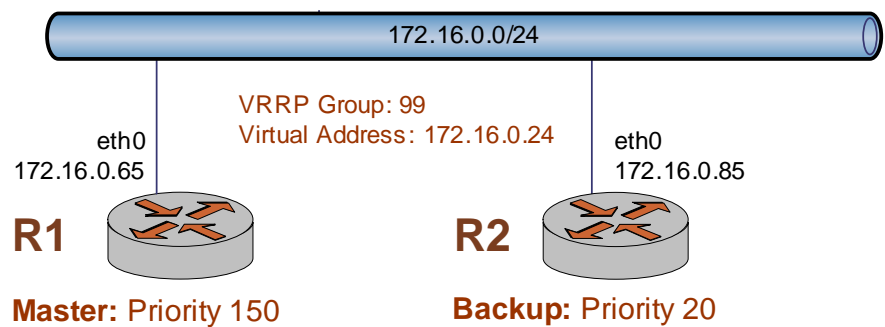 172.16.0.0/24
VRRP Group: 99
Virtual Address: 172.16.0.24
eth0
172.16.0.65
eth0
172.16.0.85
R1
R2
Master: Priority 150
Backup: Priority 20